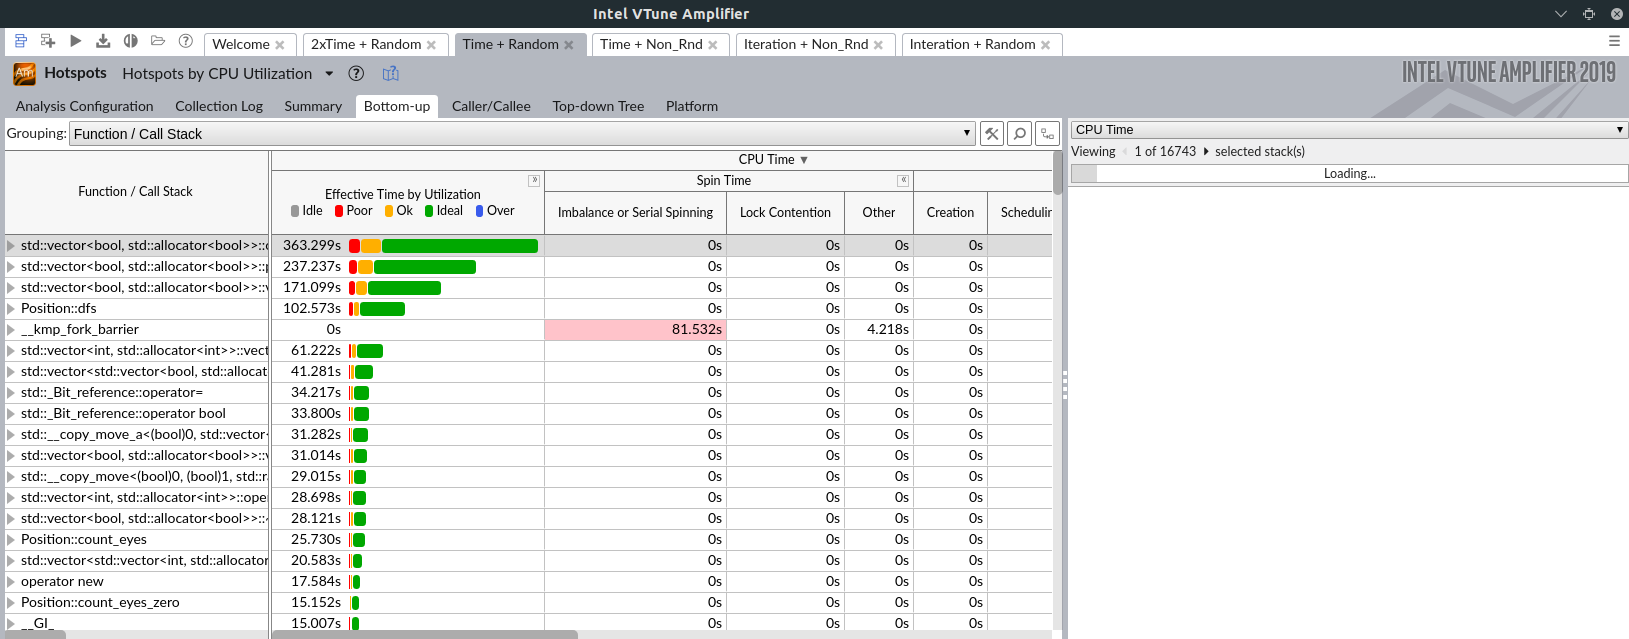 Intel VTune Amplifier
Welcome 2xTime + Random Time + Random Time + Non_Rnd Iteration + Non_Rnd Interation + Random
Hotspots Hotspots by CPU Utilization
INTEL VTUNE AMPLIFIER 2019
Analysis Configuration Collection Log Summary Bottom-up Caller/Callee Top-down Tree Platform
Grouping: Function / Call Stack
CPU Time
Viewing 1 of 16743 selected stack(s)
Loading...
Function / Call Stack
CPU Time
Effective Time by Utilization
Idle Poor Ok Ideal Over
Spin Time
Imbalance or Serial Spinning Lock Contention Other Creation Schedulin
std::vector<bool, std::allocator<bool>>:: 363.299s 0s 0s 0s 0s
std::vector<bool, std::allocator<bool>>:: 237.237s 0s 0s 0s 0s
std::vector<bool, std::allocator<bool>>:: 171.099s 0s 0s 0s 0s
Position::dfs 102.573s 0s 0s 0s 0s
__kmp_fork_barrier 0s 81.532s 0s 4.218s 0s
std::vector<int, std::allocator<int>>::vect 61.222s 0s 0s 0s 0s
std::vector<std::vector<bool, std::allocat 41.281s 0s 0s 0s 0s
std::_Bit_reference::operator= 34.217s 0s 0s 0s 0s
std::_Bit_reference::operator bool 33.800s 0s 0s 0s 0s
std::__copy_move_a<(bool)0, std::vector< 31.282s 0s 0s 0s 0s
std::vector<bool, std::allocator<bool>>:: 31.014s 0s 0s 0s 0s
std::__copy_move<(bool)0, (bool)1, std::r 29.015s 0s 0s 0s 0s
std::vector<int, std::allocator<int>>::ope 28.698s 0s 0s 0s 0s
std::vector<bool, std::allocator<bool>>:: 28.121s 0s 0s 0s 0s
Position::count_eyes 25.730s 0s 0s 0s 0s
std::vector<std::vector<int, std::allocator 20.583s 0s 0s 0s 0s
operator new 17.584s 0s 0s 0s 0s
Position::count_eyes_zero 15.152s 0s 0s 0s 0s
__GI_ 15.007s 0s 0s 0s 0s